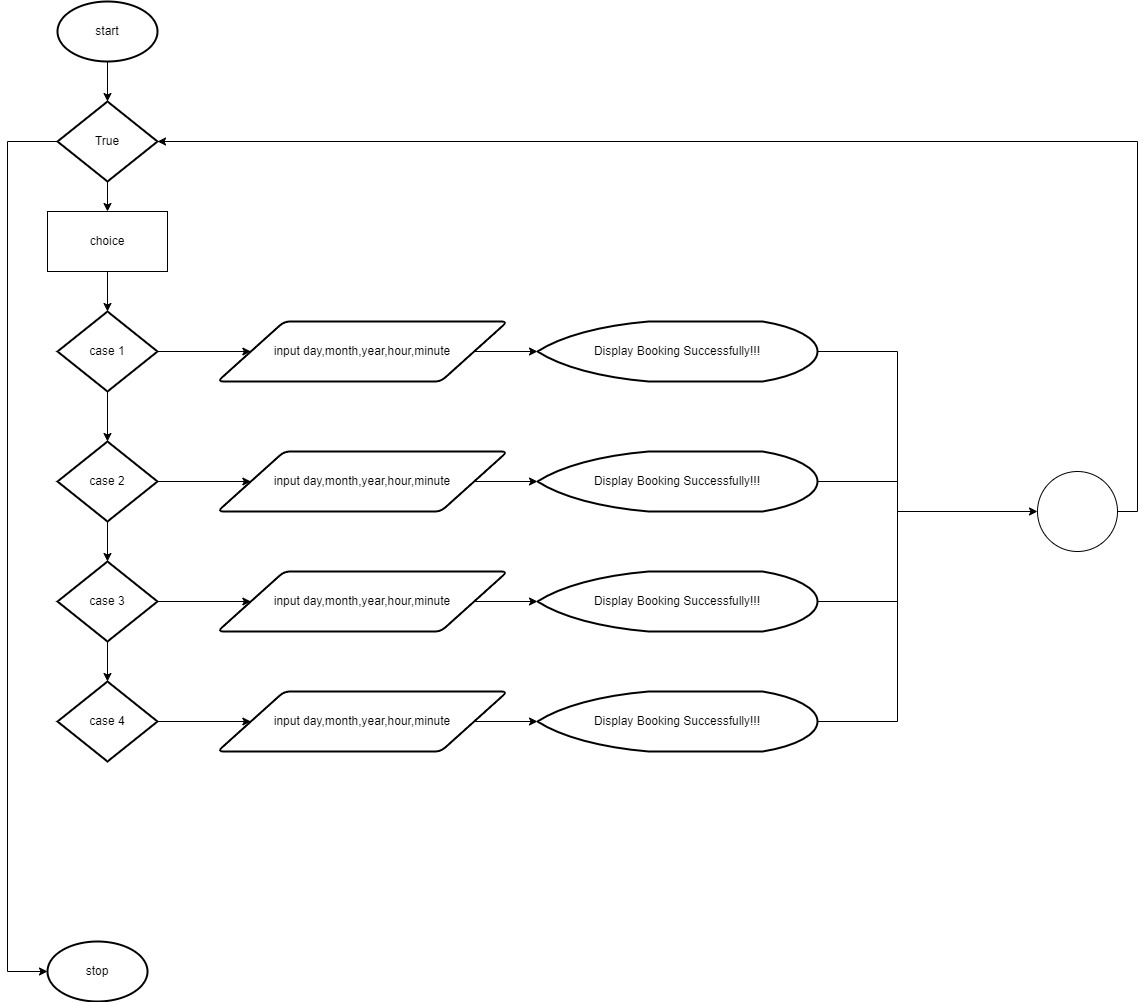 start
True
choice
case 1
input day,month,year,hour,minute
Display Booking Successfully!!!
case 2
input day,month,year,hour,minute
Display Booking Successfully!!!
case 3
input day,month,year,hour,minute
Display Booking Successfully!!!
case 4
input day,month,year,hour,minute
Display Booking Successfully!!!
stop